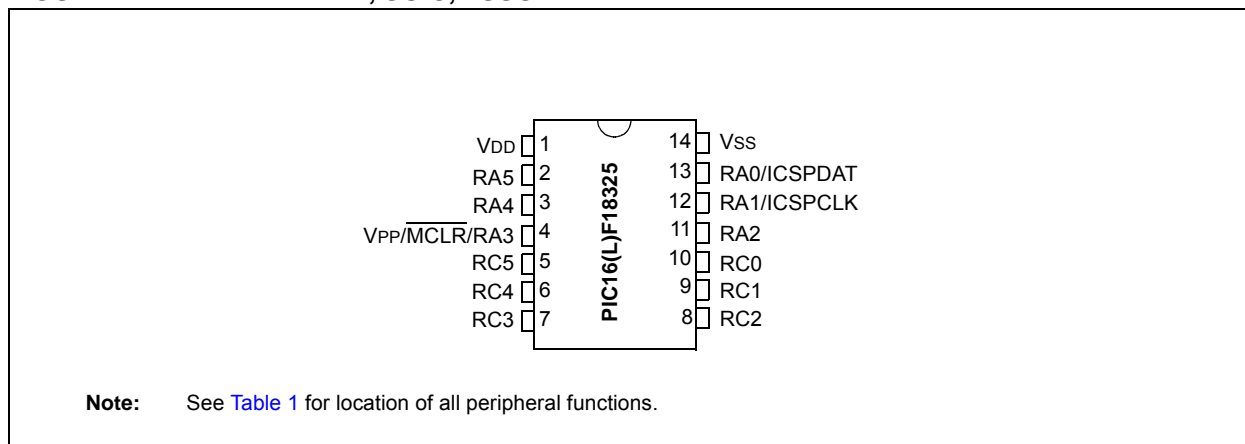 VDD 1 14 VSS
RA5 2 13 RA0/ICSPDAT
RA4 3 12 RA1/ICSPCLK
VPP/MCLR/RA3 4 11 RA2
RC5 5 10 RC0
RC4 6 9 RC1
RC3 7 8 RC2
PIC16(L)F18325
Note: See Table 1 for location of all peripheral functions.